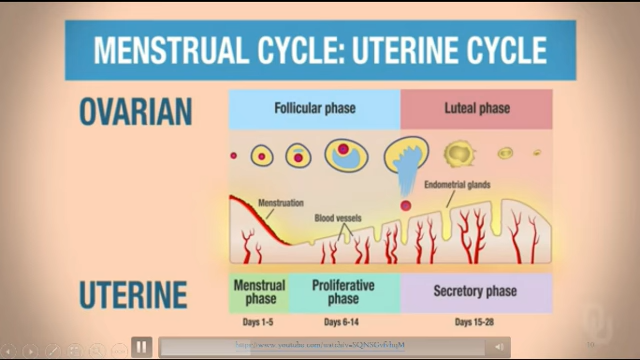 MENSTRUAL CYCLE: UTERINE CYCLE
OVARIAN
Follicular phase
Luteal phase
Endometrial glands
Menstruation
Blood vessels
UTERINE
Menstrual phase
Proliferative phase
Secretory phase
Days 1-5
Days 6-14
Days 15-28